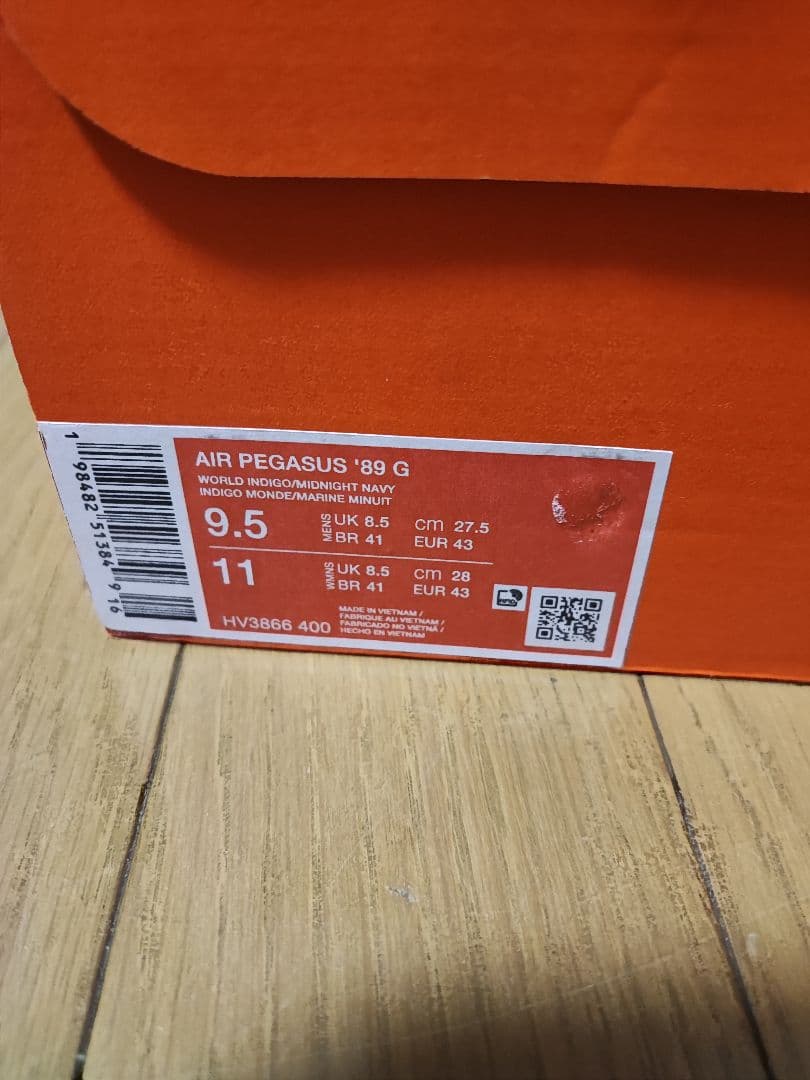 AIR PEGASUS '89 G
WORLD INDIGO/MIDNIGHT NAVY
INDIGO MONDE/MARINE MINUIT
9.5 MENS UK 8.5 cm 27.5
BR 41 EUR 43
11 WMNS UK 8.5 cm 28
BR 41 EUR 43
HV3866 400
MADE IN VIETNAM /
FABRIQUE AU VIETNAM /
FABRICADO NO VIETNÃ /
HECHO EN VIETNAM
1 98482 51384 9 16